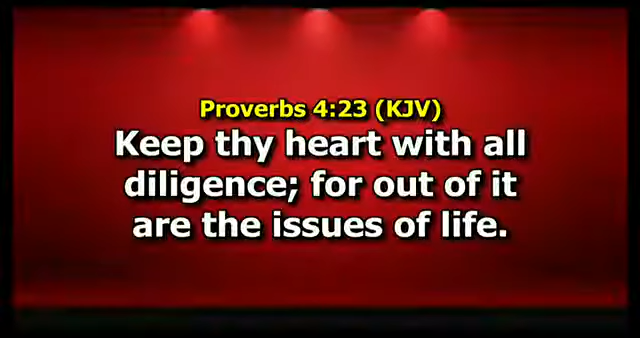 Proverbs 4:23 (KJV)
Keep thy heart with all
diligence; for out of it
are the issues of life.